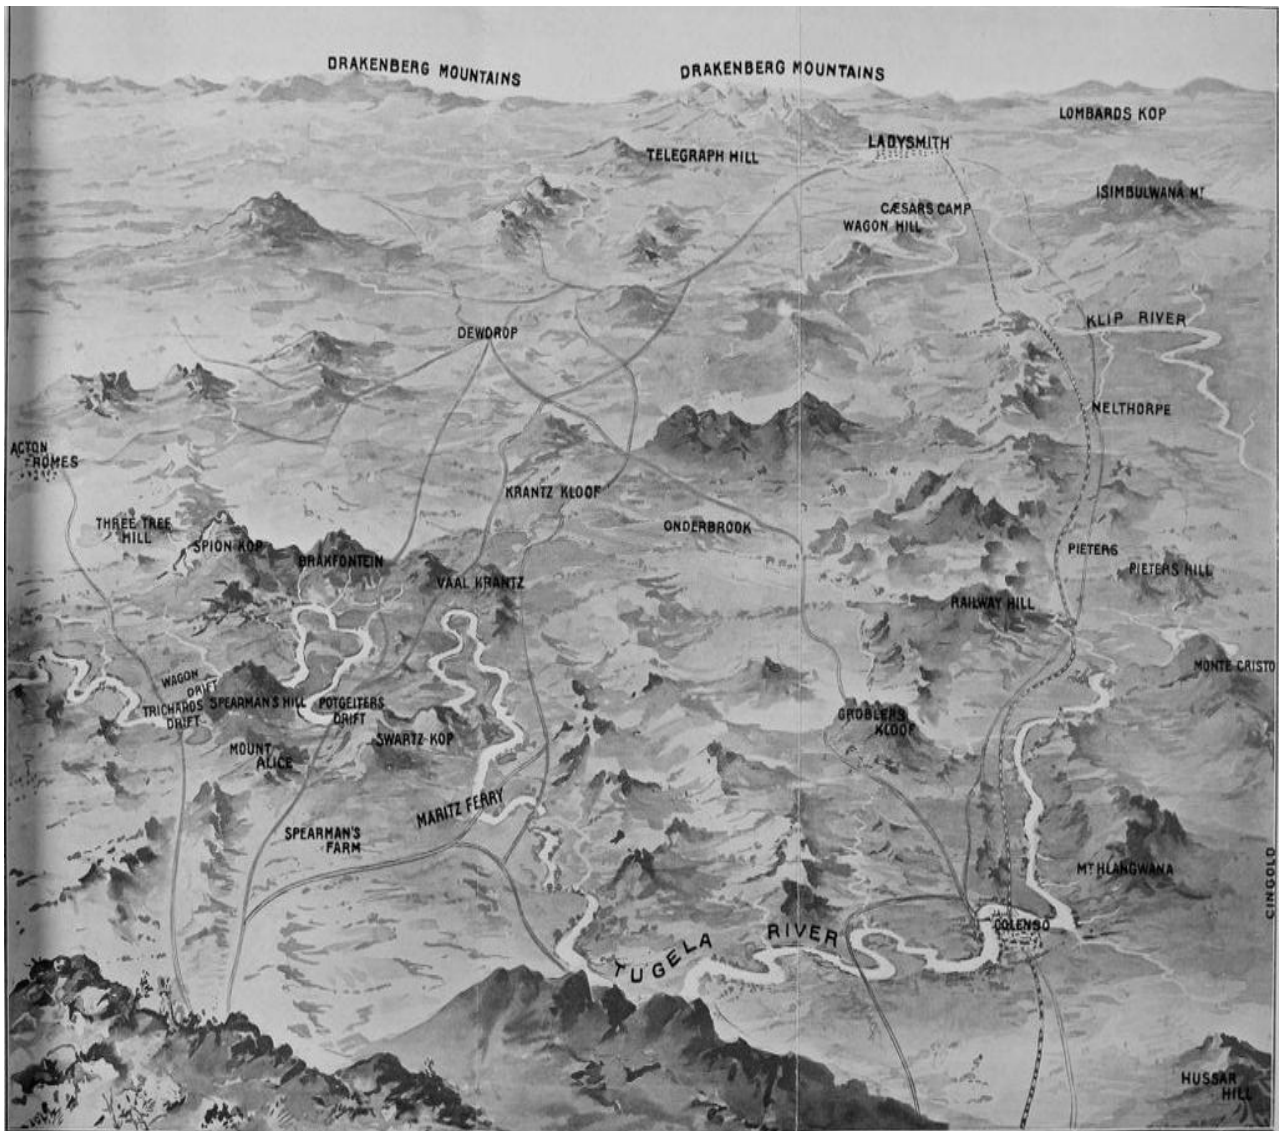 DRAKENBERG MOUNTAINS
DRAKENBERG MOUNTAINS
LOMBARDS KOP
LADYSMITH
TELEGRAPH HILL
ISIMBULWANA MT
CÆSARS CAMP
WAGON HILL
KLIP RIVER
DEWDROP
NELTHORPE
ACTON
HOMES
KRANTZ KLOOF
THREE TREE
HILL
ONDERBROOK
SPION KOP
BRAKFONTEIN
PIETERS
PIETERS HILL
VAAL KRANTZ
RAILWAY HILL
MONTE CRISTO
WAGON
DRIFT
TRICHARDS
DRIFT
SPEARMAN'S HILL
POTGEITERS
DRIFT
GROBLERS
KLOOF
SWARTZ KOP
MOUNT
ALICE
MARITZ FERRY
SPEARMAN'S
FARM
MT HLANGWANA
CINGOLO
COLENSO
TUGELA RIVER
HUSSAR
HILL